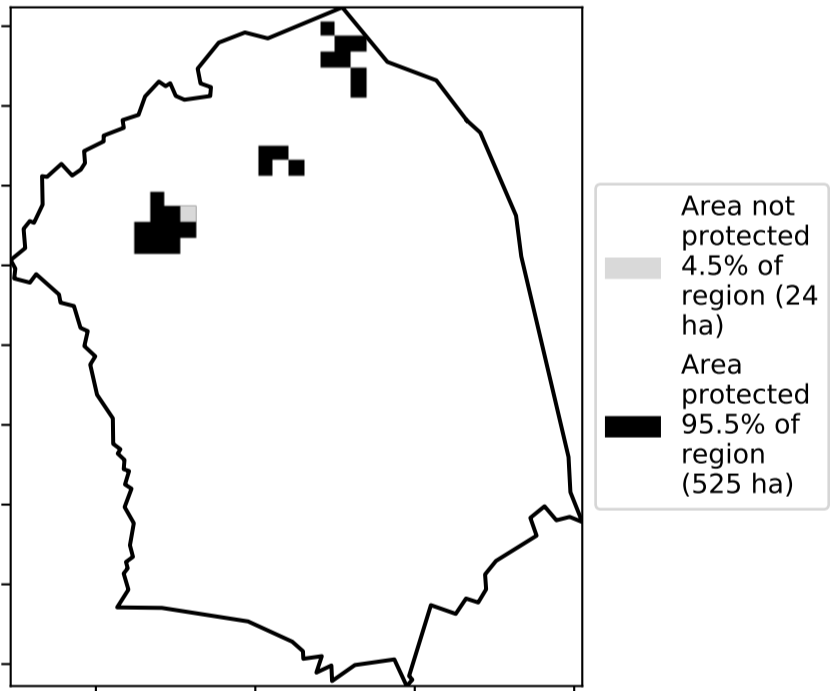 Area not
protected
4.5% of
region (24
ha)
Area
protected
95.5% of
region
(525 ha)